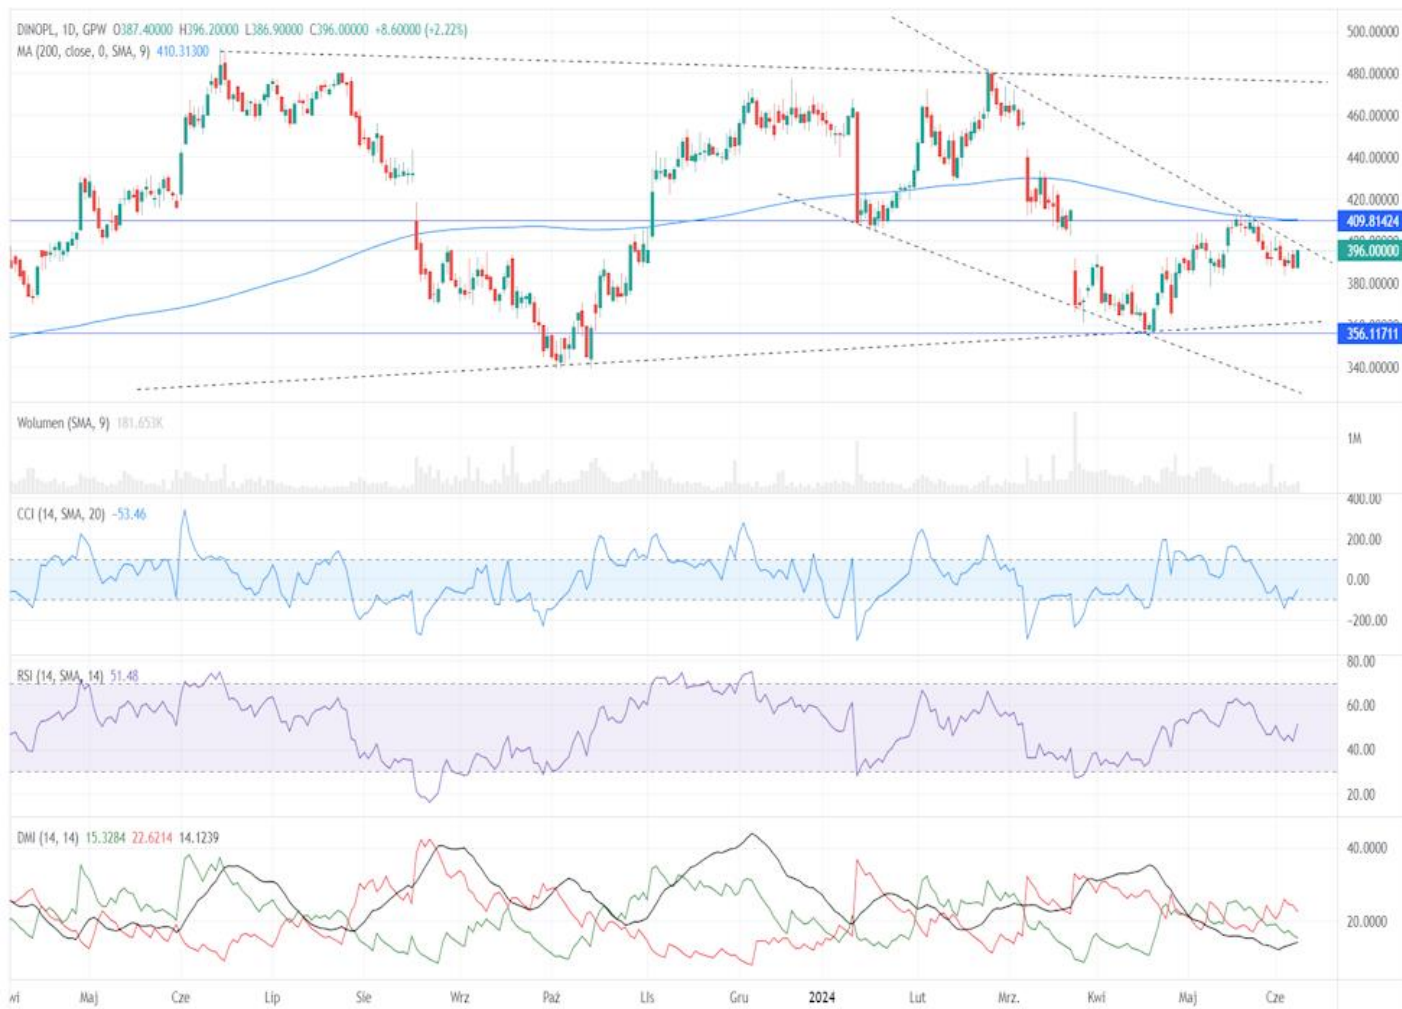 DINOPL, 1D, GPW O387.40000 H396.20000 L386.90000 C396.00000 +8.60000 (+2.22%)
MA (200, close, 0, SMA, 9) 410.31300
500.00000
480.00000
460.00000
440.00000
420.00000
409.81424
396.00000
380.00000
356.11711
340.00000
Wolumen (SMA, 9) 181.653K
1M
CCI (14, SMA, 20) -53.46
400.00
200.00
0.00
-200.00
RSI (14, SMA, 14) 51.48
80.00
60.00
40.00
20.00
DMI (14, 14) 15.3284 22.6214 14.1239
40.0000
20.0000
wi Maj Cze Lip Sie Wrz Paź Lis Gru 2024 Lut Mrz. Kwi Maj Cze